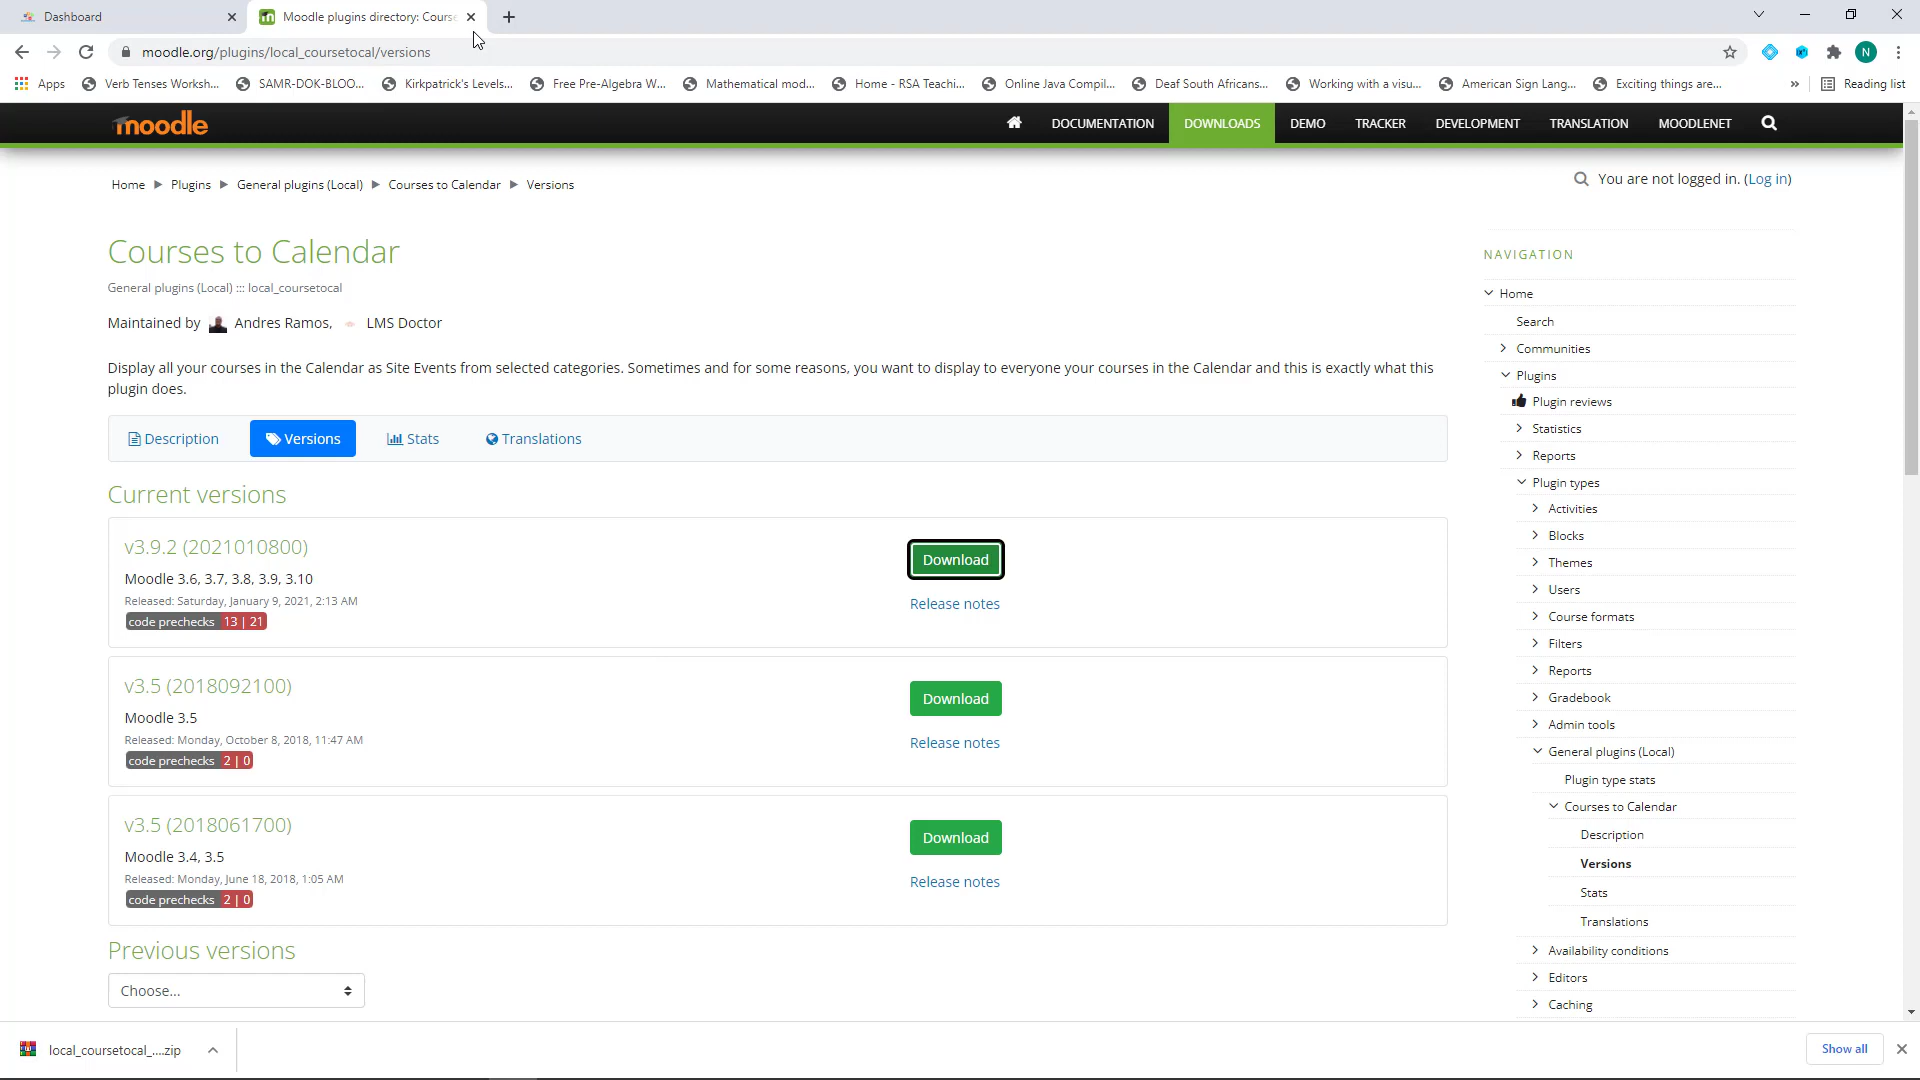 Dashboard
Moodle plugins directory: Course
moodle.org/plugins/local_coursetocal/versions
N
Apps
Verb Tenses Worksh...
SAMR-DOK-BLOO...
Kirkpatrick's Levels...
Free Pre-Algebra W...
Mathematical mod...
Home - RSA Teachi...
Online Java Compil...
Deaf South Africans...
Working with a visu...
American Sign Lang...
Exciting things are...
»
Reading list
moodle
DOCUMENTATION
DOWNLOADS
DEMO
TRACKER
DEVELOPMENT
TRANSLATION
MOODLENET
Home ▶ Plugins ▶ General plugins (Local) ▶ Courses to Calendar ▶ Versions
You are not logged in. (Log in)
Courses to Calendar
General plugins (Local) ::: local_coursetocal
Maintained by Andres Ramos, LMS Doctor
Display all your courses in the Calendar as Site Events from selected categories. Sometimes and for some reasons, you want to display to everyone your courses in the Calendar and this is exactly what this
plugin does.
Description
Versions
Stats
Translations
Current versions
v3.9.2 (2021010800)
Moodle 3.6, 3.7, 3.8, 3.9, 3.10
Released: Saturday, January 9, 2021, 2:13 AM
code prechecks 13 | 21
Download
Release notes
v3.5 (2018092100)
Moodle 3.5
Released: Monday, October 8, 2018, 11:47 AM
code prechecks 2 | 0
Download
Release notes
v3.5 (2018061700)
Moodle 3.4, 3.5
Released: Monday, June 18, 2018, 1:05 AM
code prechecks 2 | 0
Download
Release notes
Previous versions
Choose...
NAVIGATION
Home
Search
Communities
Plugins
Plugin reviews
Statistics
Reports
Plugin types
Activities
Blocks
Themes
Users
Course formats
Filters
Reports
Gradebook
Admin tools
General plugins (Local)
Plugin type stats
Courses to Calendar
Description
Versions
Stats
Translations
Availability conditions
Editors
Caching
local_coursetocal_....zip
Show all